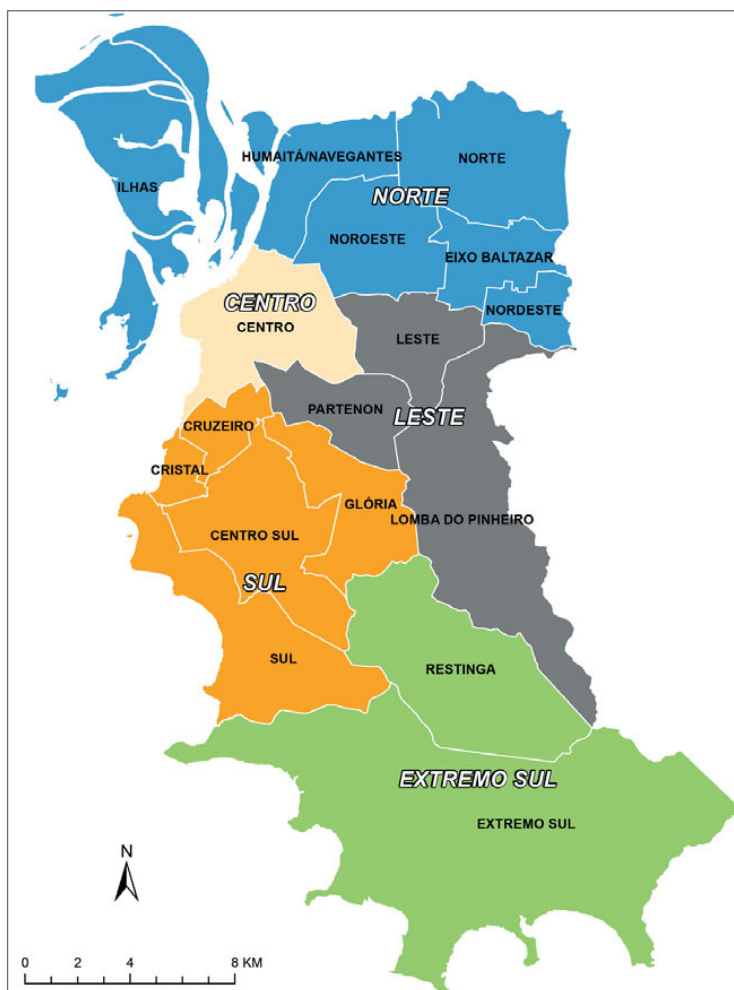 HUMAITÁ/NAVEGANTES
NORTE
ILHAS
NORTE
NOROESTE
EIXO BALTAZAR
CENTRO
NORDESTE
CENTRO
LESTE
PARTENON
LESTE
CRUZEIRO
CRISTAL
GLÓRIA
LOMBA DO PINHEIRO
CENTRO SUL
SUL
SUL
RESTINGA
EXTREMO SUL
EXTREMO SUL
N
0 2 4 8 KM